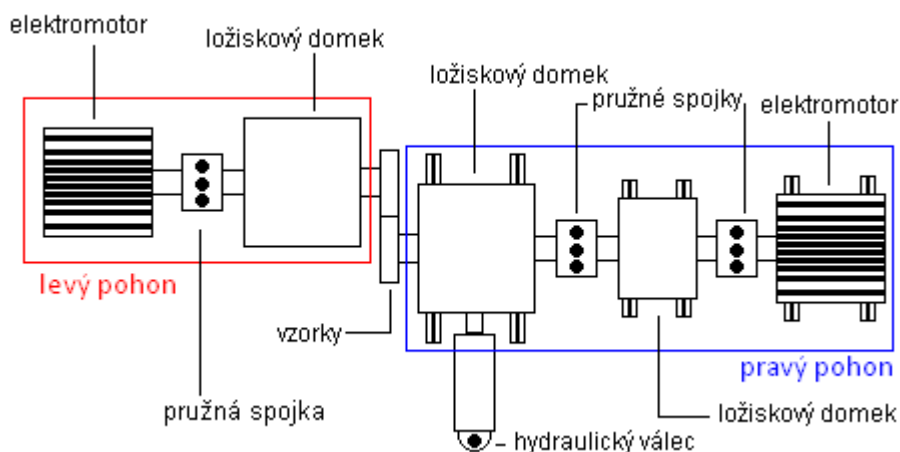 elektromotor
ložiskový domek
ložiskový domek
pružné spojky
elektromotor
levý pohon
vzorky
pravý pohon
pružná spojka
ložiskový domek
hydraulický válec